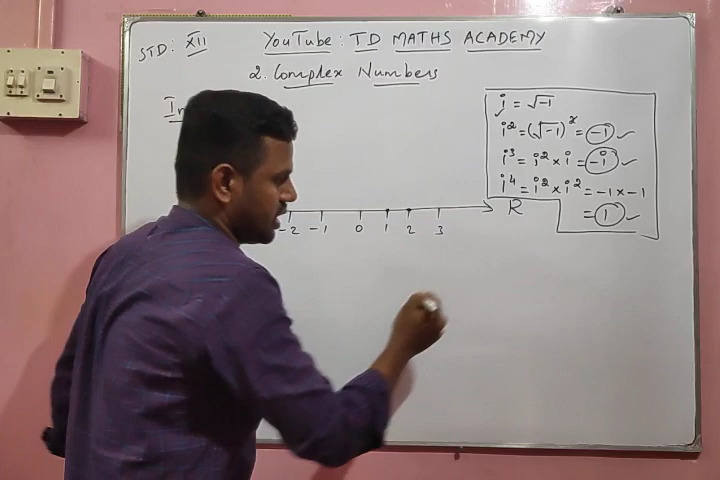 STD: XII
YouTube: TD MATHS ACADEMY
2. Complex Numbers
i = √-1
i² = (√-1)² = -1
i³ = i² × i = -i
i⁴ = i² × i² = -1 × -1
= 1
-2 -1 0 1 2 3 R